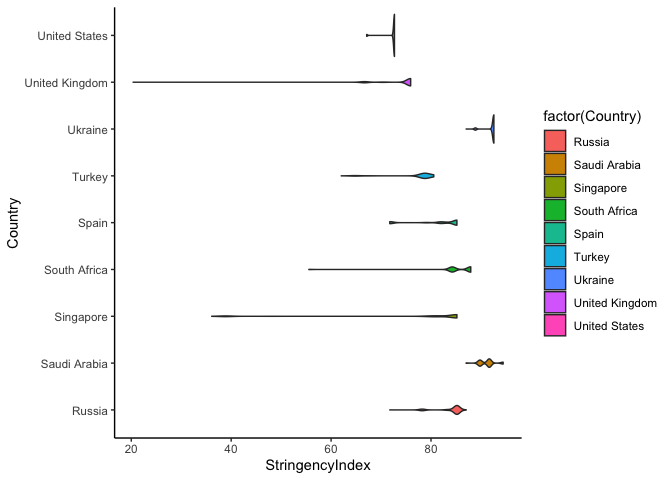 United States
United Kingdom
Ukraine
Turkey
Spain
South Africa
Singapore
Saudi Arabia
Russia
Country
20 40 60 80
StringencyIndex
factor(Country)
Russia
Saudi Arabia
Singapore
South Africa
Spain
Turkey
Ukraine
United Kingdom
United States